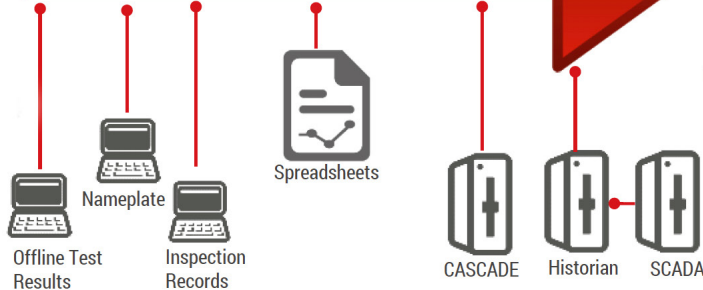 Spreadsheets
Nameplate
Offline Test
Results
Inspection
Records
CASCADE
Historian
SCADA